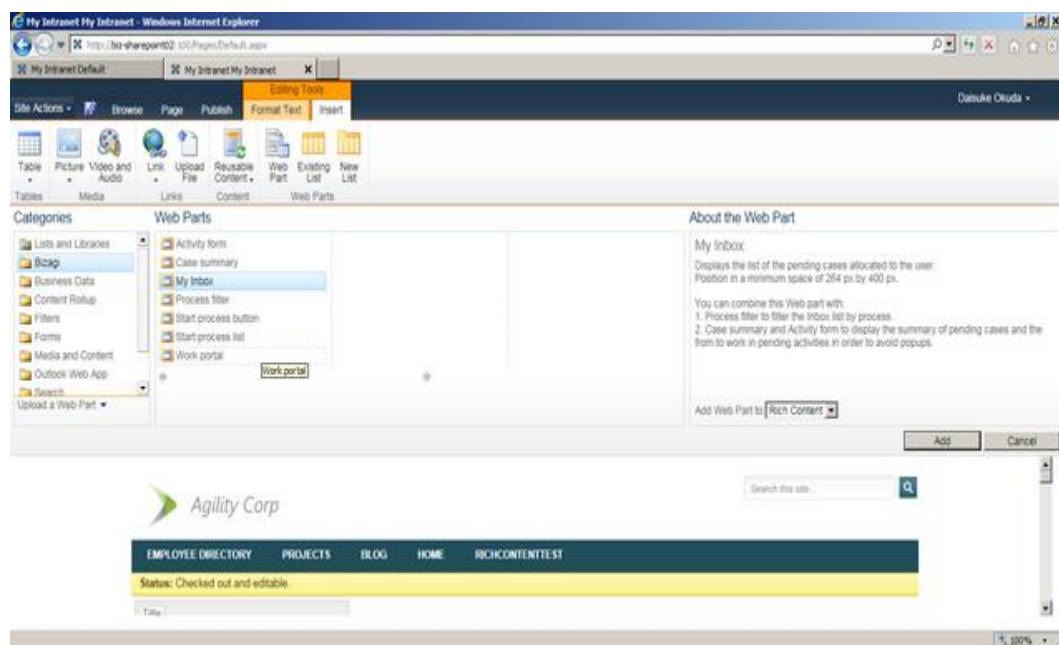 My Intranet My Intranet - Windows Internet Explorer
http://biz-sharepoint02:100/Pages/Default.aspx
My Intranet Default
My Intranet My Intranet
Editing Tools
Site Actions
Browse
Page
Publish
Format Text
Insert
Daisuke Okuda
Table
Picture
Video and Audio
Link
Upload File
Reusable Content
Web Part
Existing List
New List
Tables
Media
Links
Content
Web Parts
Categories
Lists and Libraries
Bizagi
Business Data
Content Rollup
Filters
Forms
Media and Content
Outlook Web App
Search
Upload a Web Part
Web Parts
Activity form
Case summary
My Inbox
Process filter
Start process button
Start process list
Work portal
Work portal
About the Web Part
My Inbox
Displays the list of the pending cases allocated to the user.
Position in a minimum space of 264 px by 400 px.
You can combine this Web part with:
1. Process filter to filter the Inbox list by process.
2. Case summary and Activity form to display the summary of pending cases and the
from to work in pending activities in order to avoid popups.
Add Web Part to Rich Content
Add
Cancel
Agility Corp
Search this site...
EMPLOYEE DIRECTORY
PROJECTS
BLOG
HOME
RICHCONTENTTEST
Status: Checked out and editable.
Title
100%